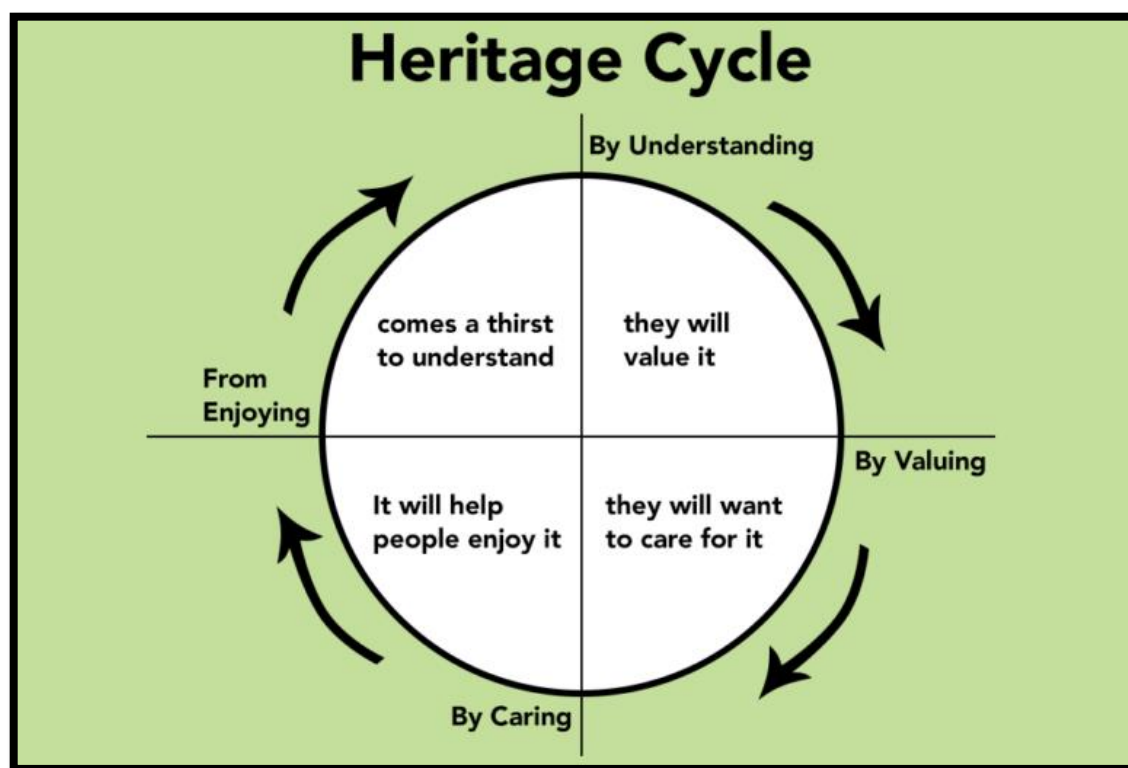 Heritage Cycle
By Understanding
they will
value it
By Valuing
they will want
to care for it
By Caring
It will help
people enjoy it
From
Enjoying
comes a thirst
to understand